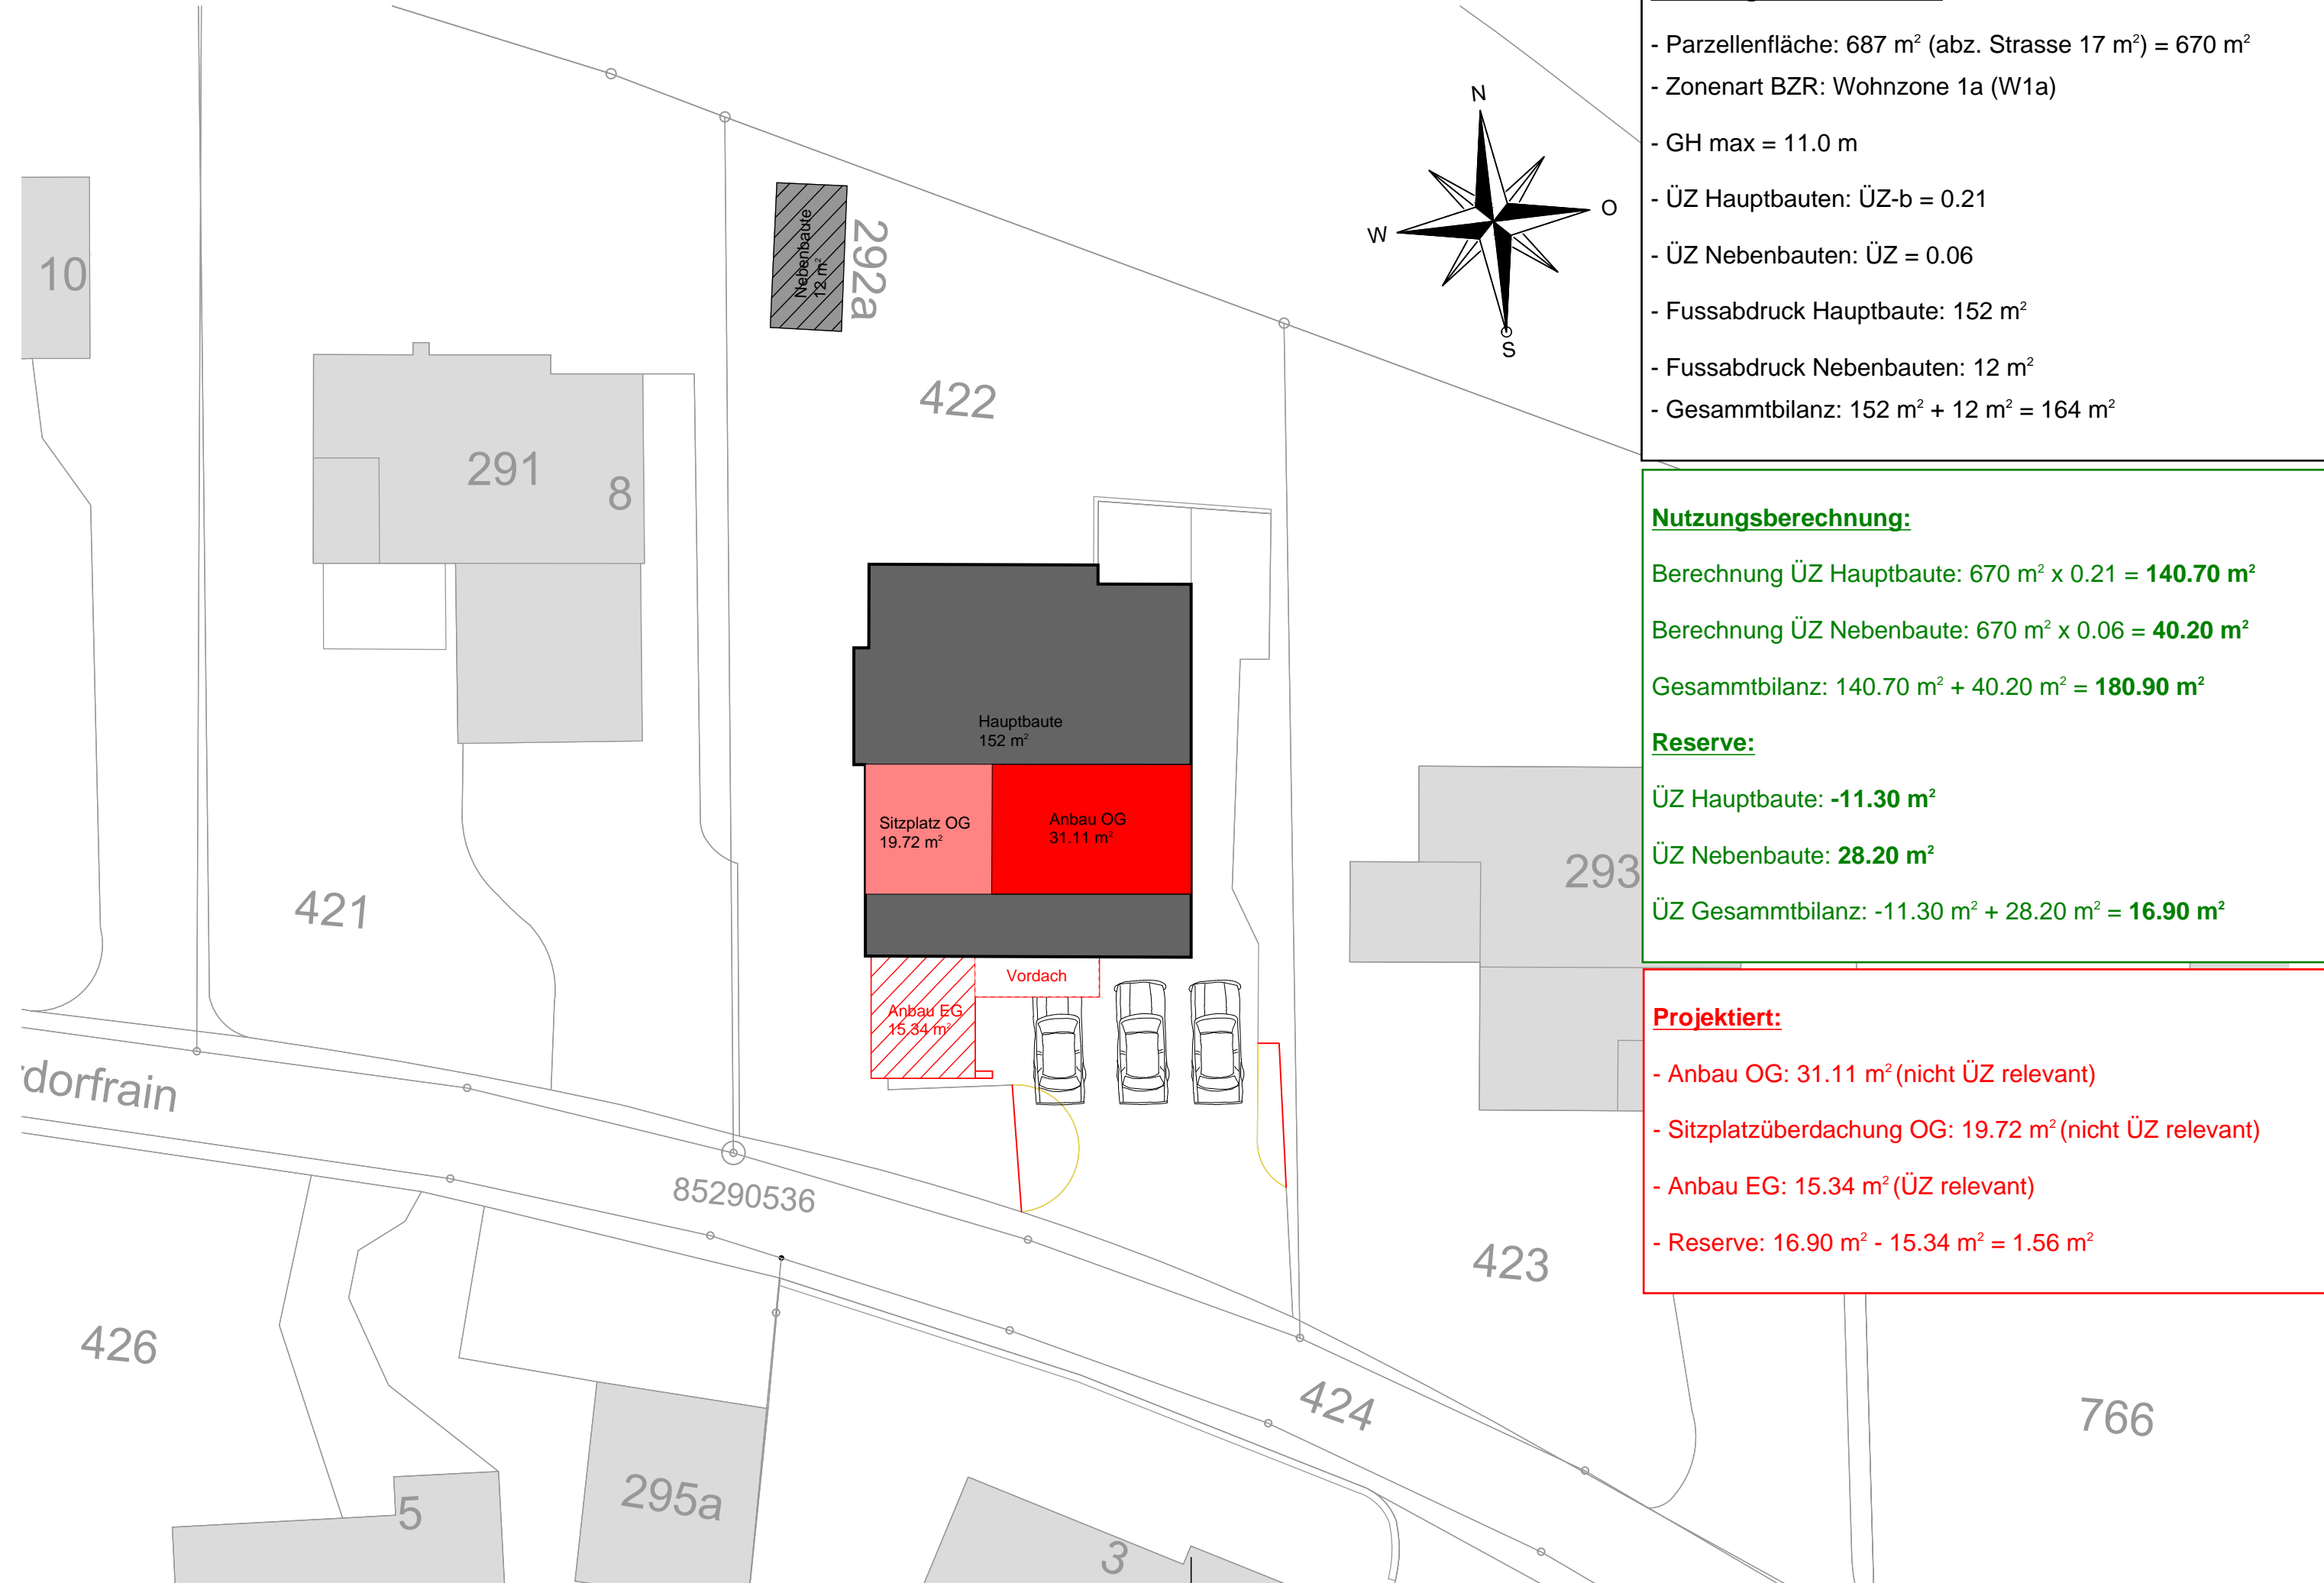 - Parzellenfläche: 687 m² (abz. Strasse 17 m²) = 670 m²
- Zonenart BZR: Wohnzone 1a (W1a)
- GH max = 11.0 m
- ÜZ Hauptbauten: ÜZ-b = 0.21
- ÜZ Nebenbauten: ÜZ = 0.06
- Fussabdruck Hauptbaute: 152 m²
- Fussabdruck Nebenbauten: 12 m²
- Gesammtbilanz: 152 m² + 12 m² = 164 m²
Nutzungsberechnung:
Berechnung ÜZ Hauptbaute: 670 m² x 0.21 = 140.70 m²
Berechnung ÜZ Nebenbaute: 670 m² x 0.06 = 40.20 m²
Gesammtbilanz: 140.70 m² + 40.20 m² = 180.90 m²
Reserve:
ÜZ Hauptbaute: -11.30 m²
ÜZ Nebenbaute: 28.20 m²
ÜZ Gesammtbilanz: -11.30 m² + 28.20 m² = 16.90 m²
Projektiert:
- Anbau OG: 31.11 m² (nicht ÜZ relevant)
- Sitzplatzüberdachung OG: 19.72 m² (nicht ÜZ relevant)
- Anbau EG: 15.34 m² (ÜZ relevant)
- Reserve: 16.90 m² - 15.34 m² = 1.56 m²
N
O
W
S
10
Nebenbaute
12 m²
292a
422
291
8
Hauptbaute
152 m²
Sitzplatz OG
19.72 m²
Anbau OG
31.11 m²
293
421
Vordach
Anbau EG
15.34 m²
dorfrain
85290536
423
426
424
766
295a
5
3